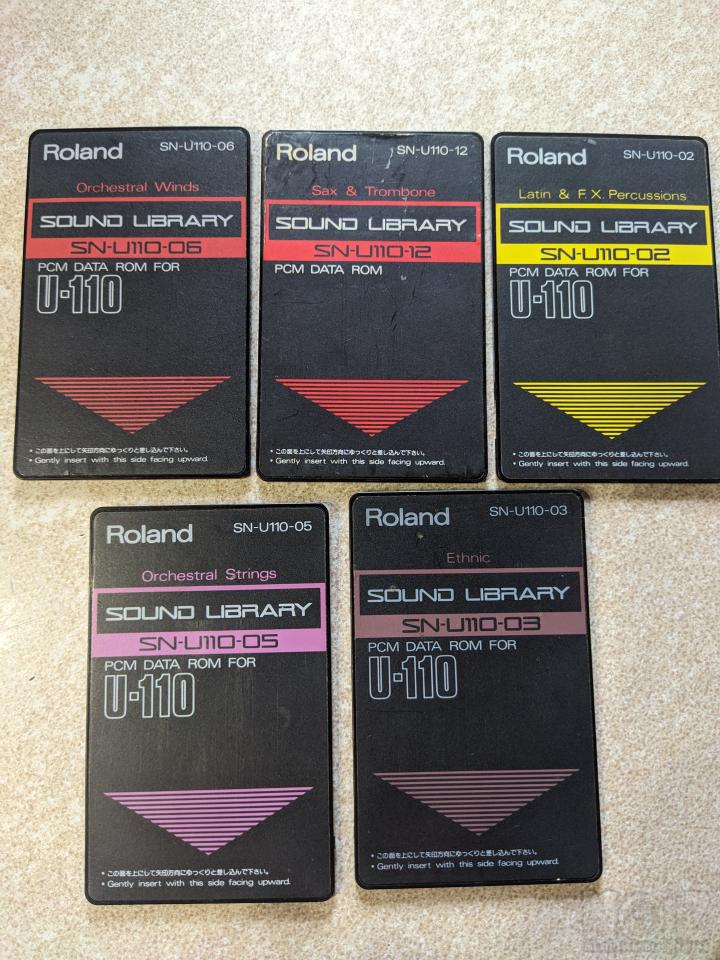 Roland SN-U110-06
Orchestral Winds
SOUND LIBRARY
SN-U110-06
PCM DATA ROM FOR
U-110
• この面を上にして矢印方向にゆっくりと差し込んで下さい。
• Gently insert with this side facing upward.
Roland SN-U110-12
Sax & Trombone
SOUND LIBRARY
SN-U110-12
PCM DATA ROM
• この面を上にして矢印方向にゆっくりと差し込んで下さい。
• Gently insert with this side facing upward.
Roland SN-U110-02
Latin & F.X. Percussions
SOUND LIBRARY
SN-U110-02
PCM DATA ROM FOR
U-110
• この面を上にして矢印方向にゆっくりと差し込んで下さい。
• Gently insert with this side facing upward.
Roland SN-U110-05
Orchestral Strings
SOUND LIBRARY
SN-U110-05
PCM DATA ROM FOR
U-110
• この面を上にして矢印方向にゆっくりと差し込んで下さい。
• Gently insert with this side facing upward.
Roland SN-U110-03
Ethnic
SOUND LIBRARY
SN-U110-03
PCM DATA ROM FOR
U-110
• この面を上にして矢印方向にゆっくりと差し込んで下さい。
• Gently insert with this side facing upward.